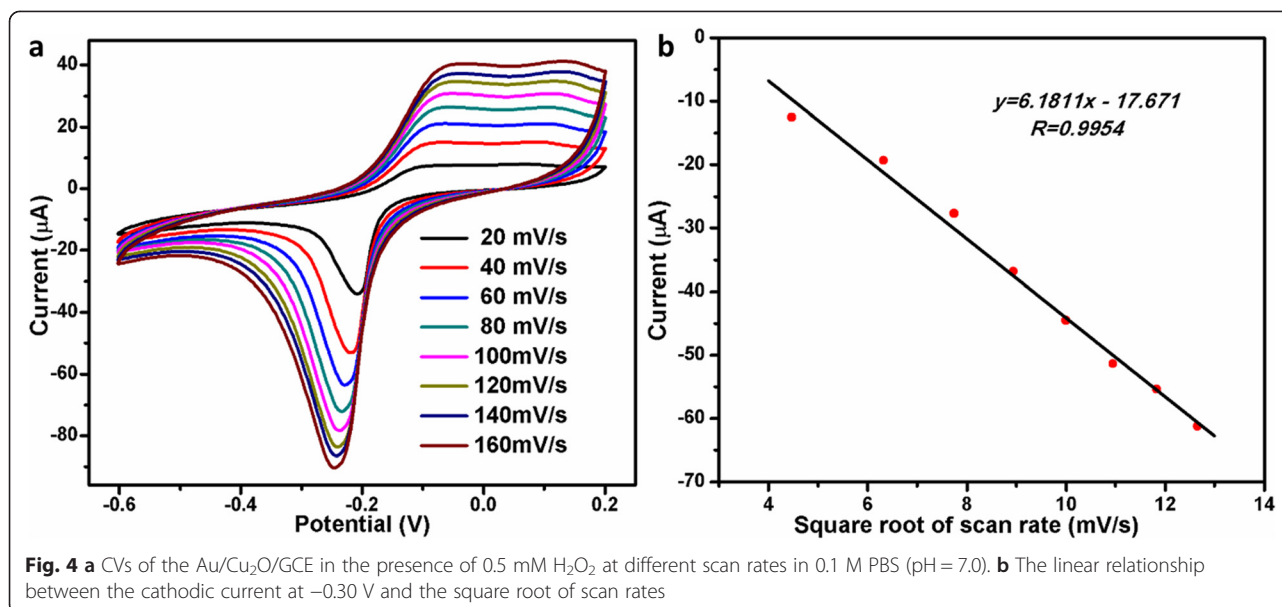 a
40
20
0
-20
-40
-60
-80
Current (μA)
-0.6
-0.4
-0.2
0.0
0.2
Potential (V)
20 mV/s
40 mV/s
60 mV/s
80 mV/s
100mV/s
120mV/s
140mV/s
160mV/s
b
0
-10
-20
-30
-40
-50
-60
-70
Current (μA)
4
6
8
10
12
14
Square root of scan rate (mV/s)
y=6.1811x - 17.671
R=0.9954
Fig. 4 a CVs of the Au/Cu₂O/GCE in the presence of 0.5 mM H₂O₂ at different scan rates in 0.1 M PBS (pH = 7.0). b The linear relationship
between the cathodic current at −0.30 V and the square root of scan rates